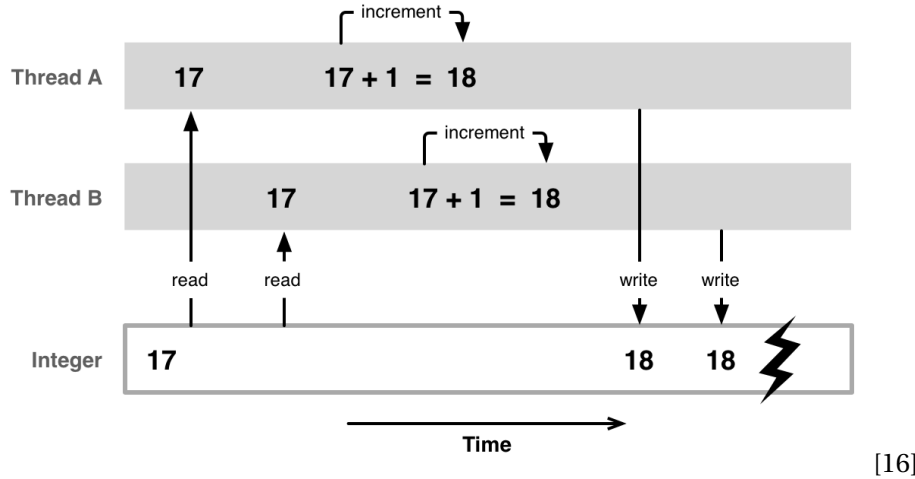 increment
Thread A 17 17 + 1 = 18
increment
Thread B 17 17 + 1 = 18
read read write write
Integer 17 18 18
Time
[16]